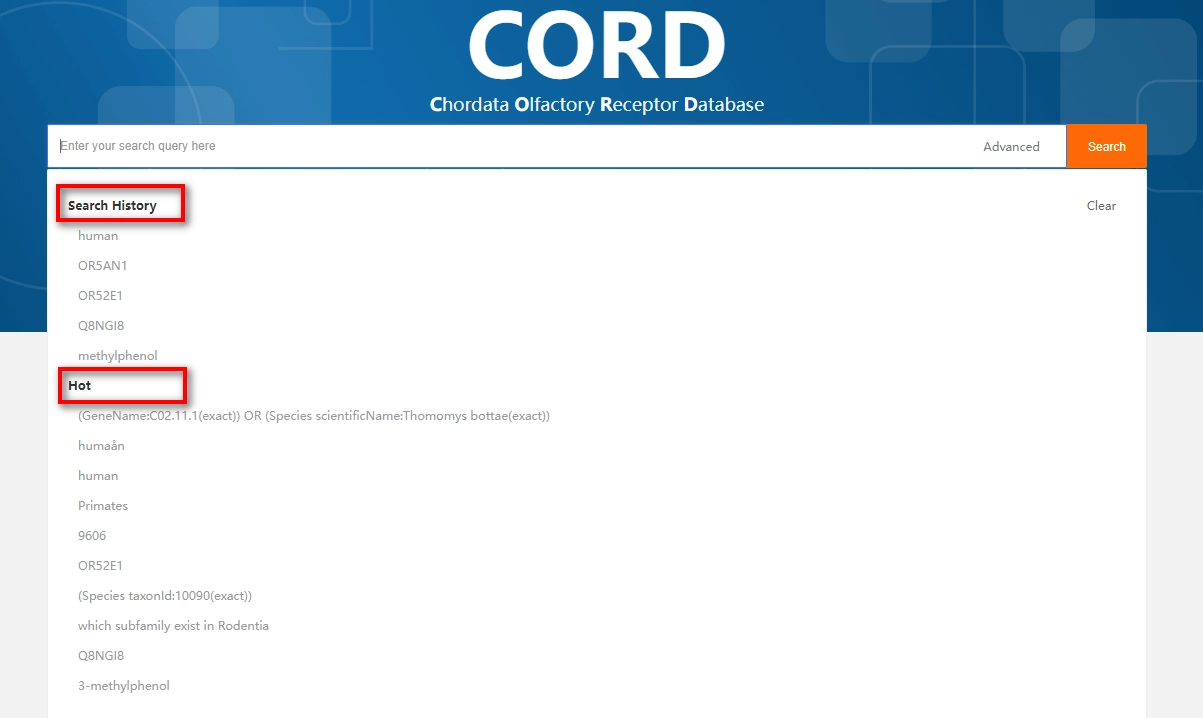 CORD
Chordata Olfactory Receptor Database
Enter your search query here Advanced Search
Search History Clear
human
OR5AN1
OR52E1
Q8NGI8
methylphenol
Hot
(GeneName:C02.11.1(exact)) OR (Species scientificName:Thomomys bottae(exact))
humaån
human
Primates
9606
OR52E1
(Species taxonId:10090(exact))
which subfamily exist in Rodentia
Q8NGI8
3-methylphenol